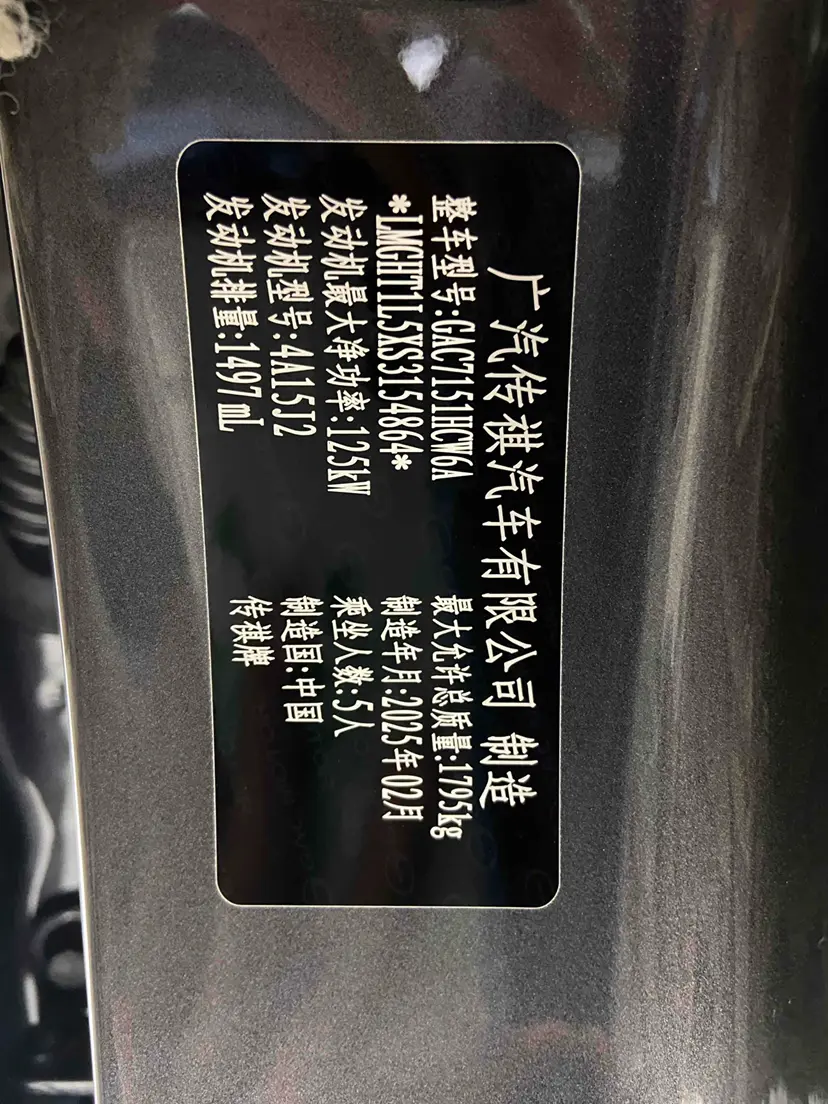 广汽传祺汽车有限公司 制造
整车型号:GAC7151HCW6A 最大允许总质量:1795kg
*LMGHT1L5XS3154864* 制造年月:2025年02月
发动机最大净功率:125kW 乘坐人数:5人
发动机型号:4A15J2 制造国:中国
发动机排量:1497mL 传祺牌